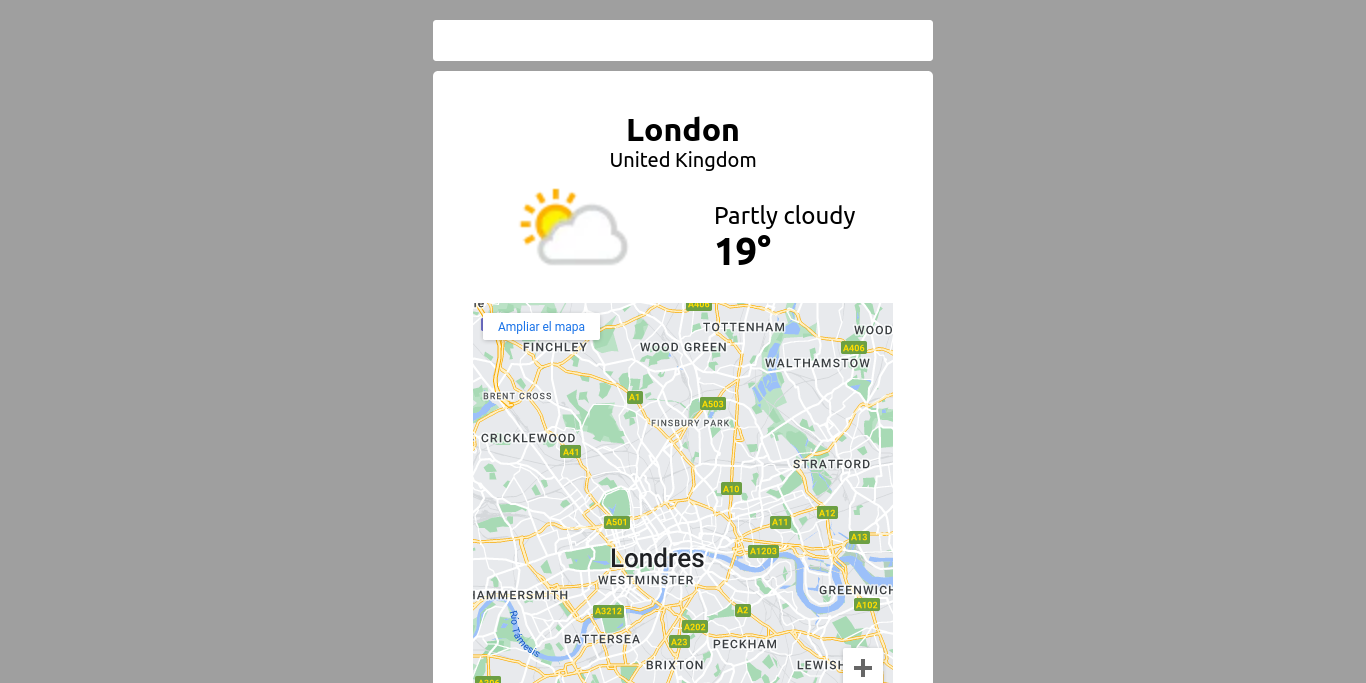 London
United Kingdom
Partly cloudy
19°
Ampliar el mapa
A406
TOTTENHAM
WOOD
FINCHLEY
WOOD GREEN
A406
WALTHAMSTOW
BRENT CROSS
A1
A503
FINSBURY PARK
CRICKLEWOOD
A41
STRATFORD
A10
A501
A11
A12
A13
A1203
Londres
WESTMINSTER
AMMERSMITH
GREENWICH
A3212
A2
A102
Río Támesis
A202
BATTERSEA
A23
PECKHAM
BRIXTON
LEWISH